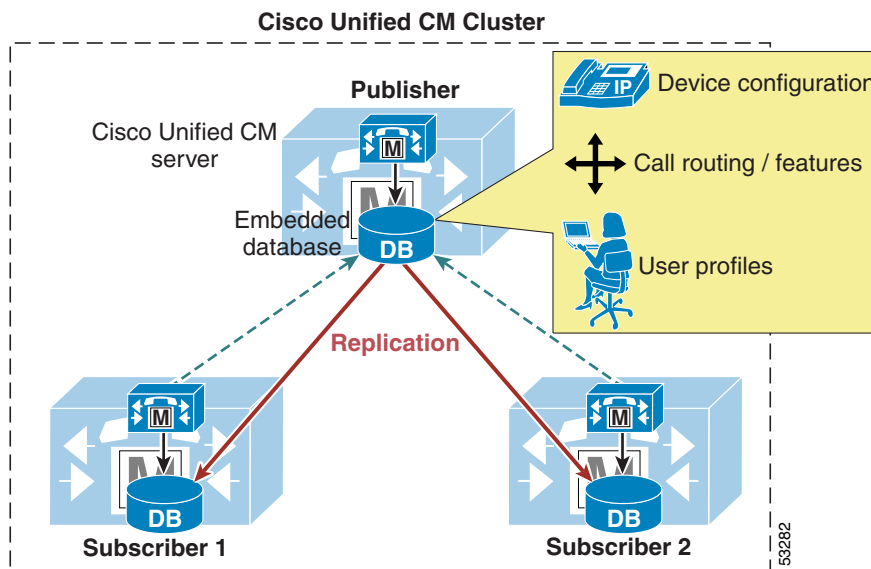 Cisco Unified CM Cluster
Publisher
Cisco Unified CM
server
M
Embedded
database
DB
IP
Device configuration
Call routing / features
User profiles
Replication
M
DB
Subscriber 1
M
DB
Subscriber 2
53282